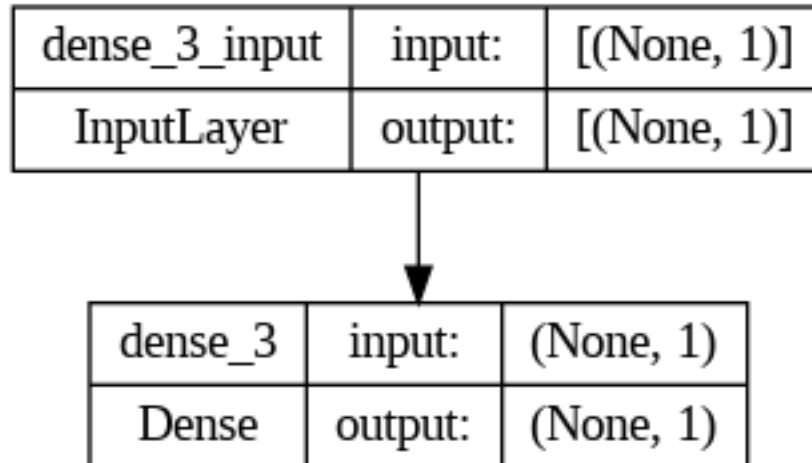 dense_3_input input: [(None, 1)]
InputLayer output: [(None, 1)]
dense_3 input: (None, 1)
Dense output: (None, 1)